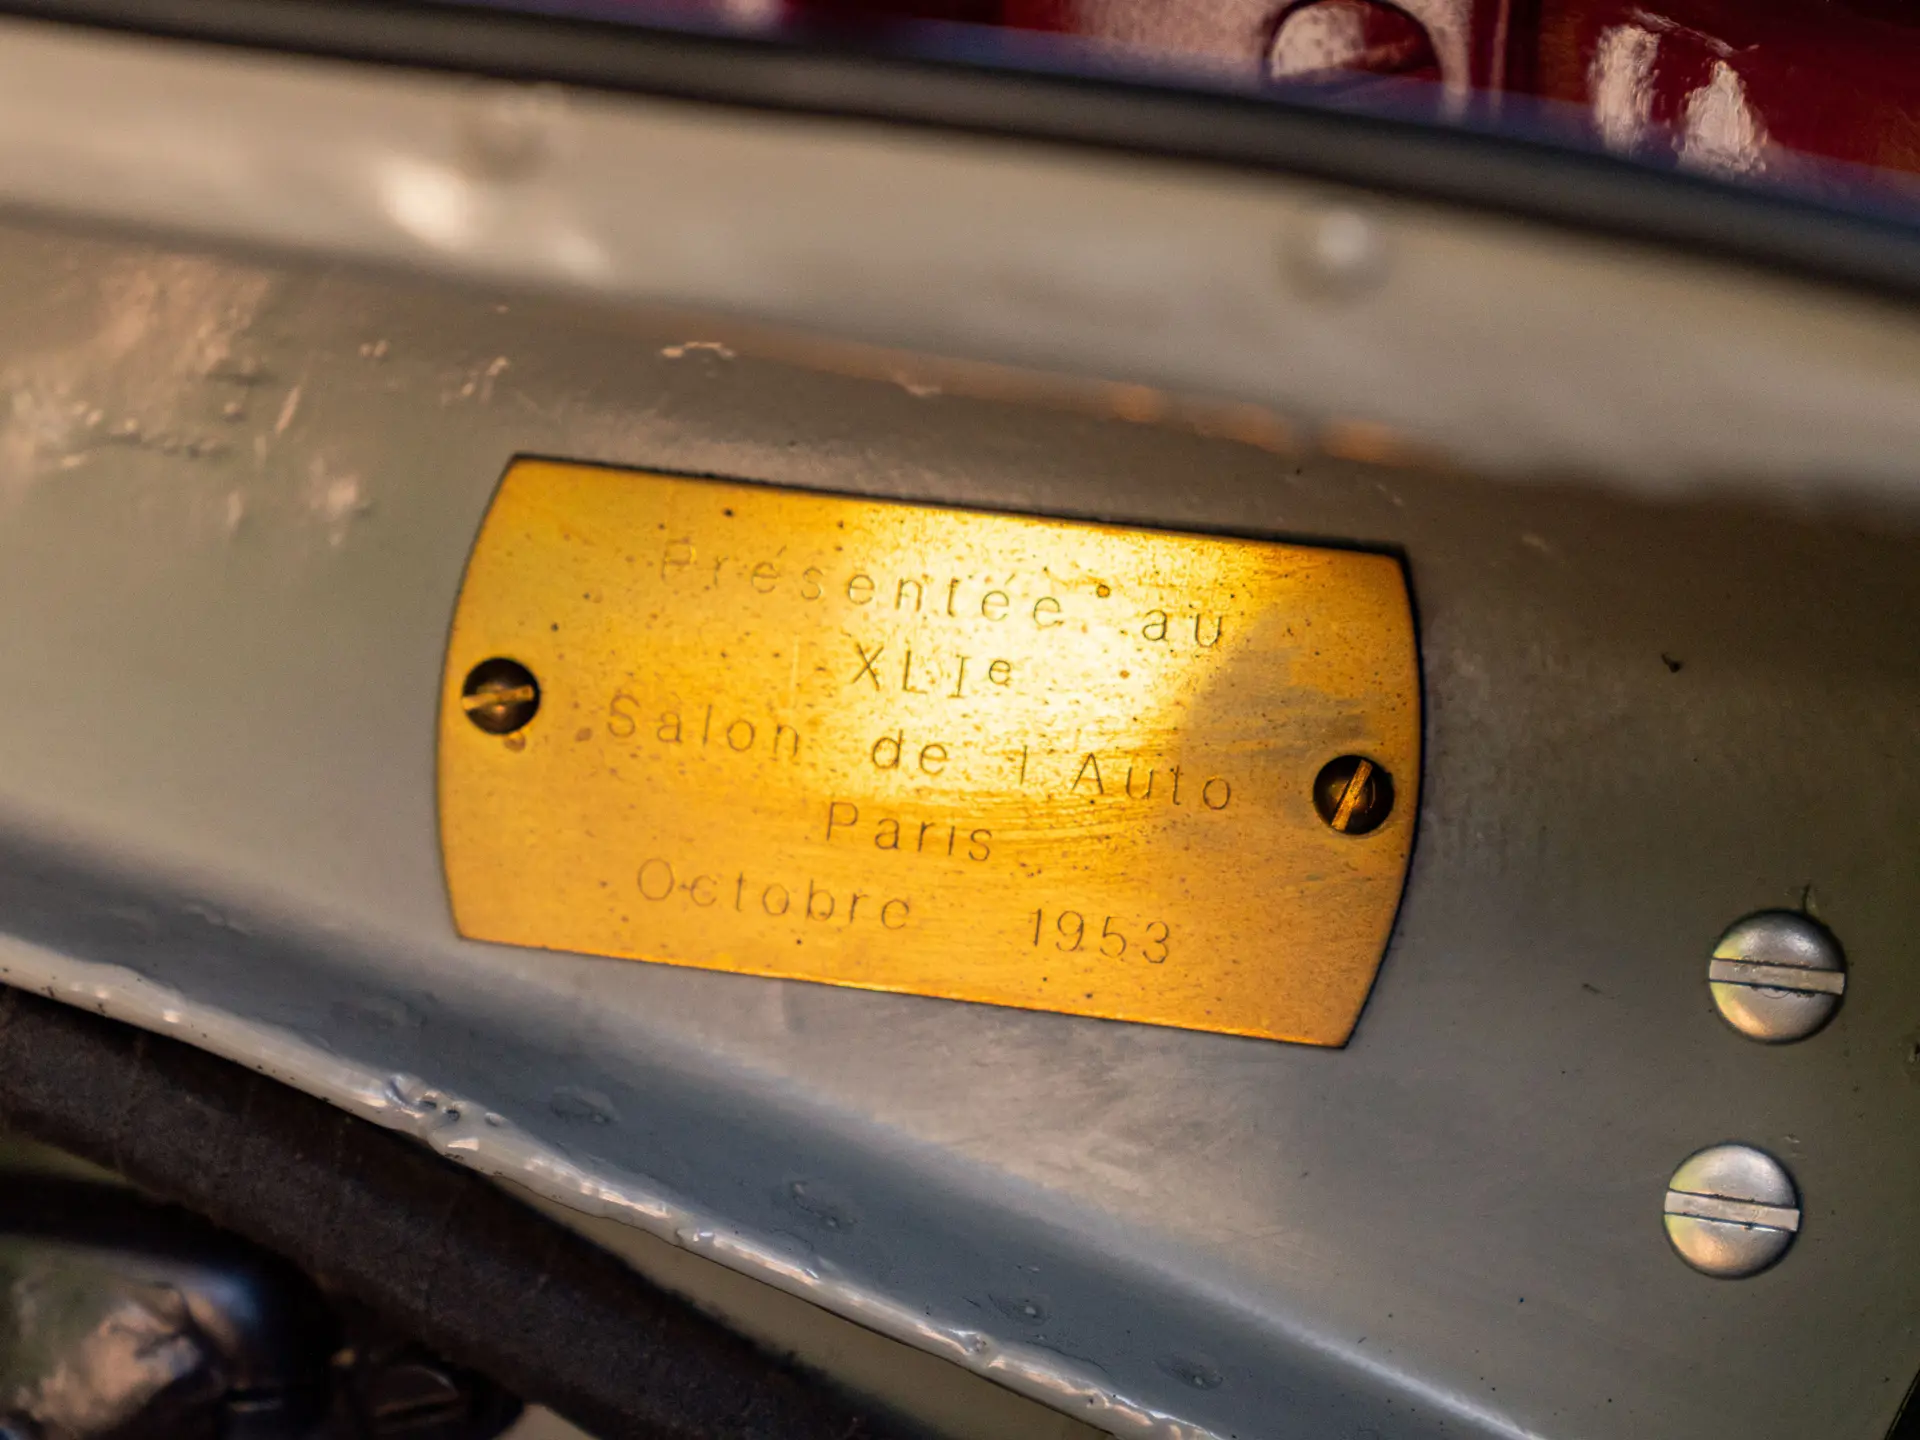 Présentée au
XLIe
Salon de l'Auto
Paris
Octobre 1953